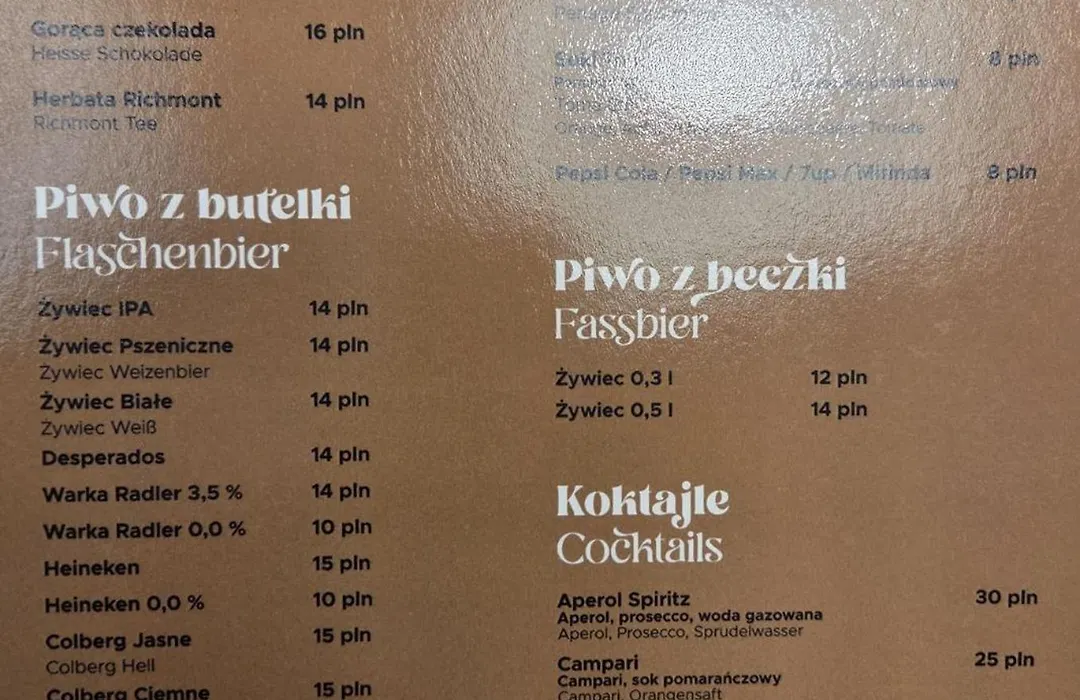 Gorąca czekolada 16 pln
Heisse Schokolade
Herbata Richmont 14 pln
Richmont Tee
Piwo z butelki
Flaschenbier
Żywiec IPA 14 pln
Żywiec Pszeniczne 14 pln
Żywiec Weizenbier
Żywiec Białe 14 pln
Żywiec Weiß
Desperados 14 pln
Warka Radler 3,5 % 14 pln
Warka Radler 0,0 % 10 pln
Heineken 15 pln
Heineken 0,0 % 10 pln
Colberg Jasne 15 pln
Colberg Hell
Colberg Ciemne 15 pln
8 pln
Tomate
Pepsi Cola / Pepsi Max / 7up / Mirinda 8 pln
Piwo z beczki
Fassbier
Żywiec 0,3 l 12 pln
Żywiec 0,5 l 14 pln
Koktajle
Cocktails
Aperol Spiritz 30 pln
Aperol, prosecco, woda gazowana
Aperol, Prosecco, Sprudelwasser
Campari 25 pln
Campari, sok pomarańczowy
Campari, Orangensaft